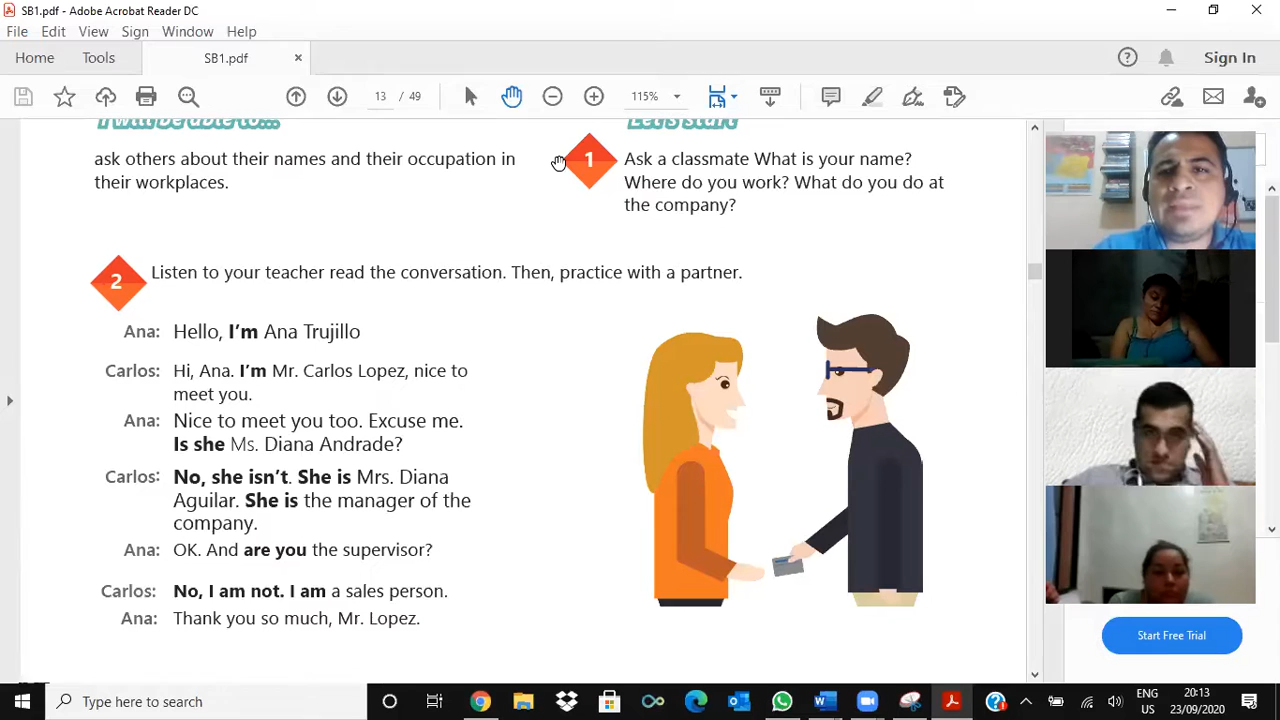 SB1.pdf - Adobe Acrobat Reader DC
File Edit View Sign Window Help
Home Tools SB1.pdf × Sign In
13 / 49 115%
I will be able to... Let's start
ask others about their names and their occupation in
their workplaces.
1 Ask a classmate What is your name?
Where do you work? What do you do at
the company?
2 Listen to your teacher read the conversation. Then, practice with a partner.
Ana: Hello, I'm Ana Trujillo
Carlos: Hi, Ana. I'm Mr. Carlos Lopez, nice to
meet you.
Ana: Nice to meet you too. Excuse me.
Is she Ms. Diana Andrade?
Carlos: No, she isn't. She is Mrs. Diana
Aguilar. She is the manager of the
company.
Ana: OK. And are you the supervisor?
Carlos: No, I am not. I am a sales person.
Ana: Thank you so much, Mr. Lopez.
Start Free Trial
Type here to search
ENG 20:13
US 23/09/2020